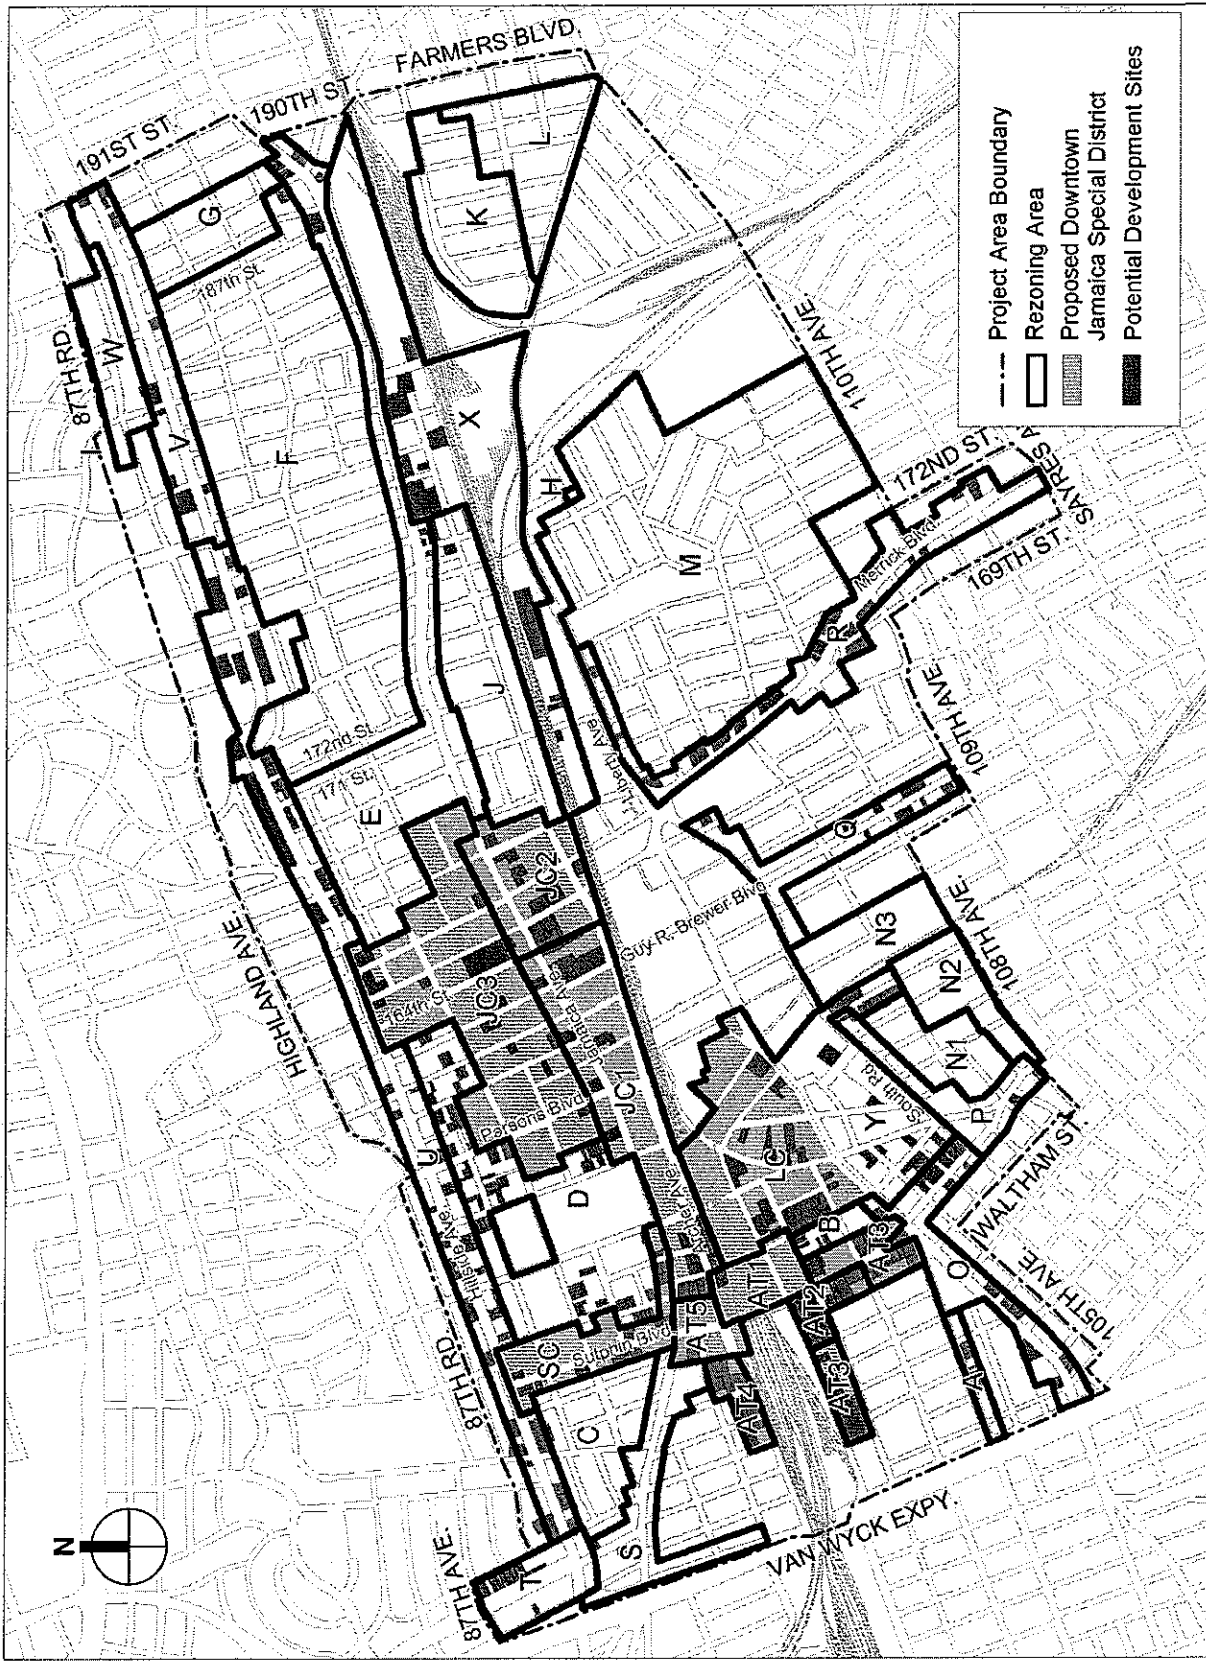 N
87TH AVE.
87TH RD.
HIGHLAND AVE.
87TH RD
191ST ST.
190TH ST
FARMERS BLVD.
110TH AVE.
172ND ST.
SAYRES A
169TH ST.
109TH AVE
108TH AVE.
WALTHAM ST.
105TH AVE
VAN WYCK EXPY.
T
S
C
SC
D
U
E
F
G
V
W
I
J
X
K
L
H
M
R
Q
N3
N2
N1
P
O
A
B
Y
LC
JC1
JC2
JC3
AT1
AT2
AT3
AT3
AT4
AT5
Hillside Ave.
Sutphin Blvd
Parsons Blvd
164th S
Jamaica Ave
171 St.
172nd St.
187th St.
Liberty Ave
Guy R. Brewer Blvd
Merrick Blvd
South Rd
Project Area Boundary
Rezoning Area
Proposed Downtown
Jamaica Special District
Potential Development Sites